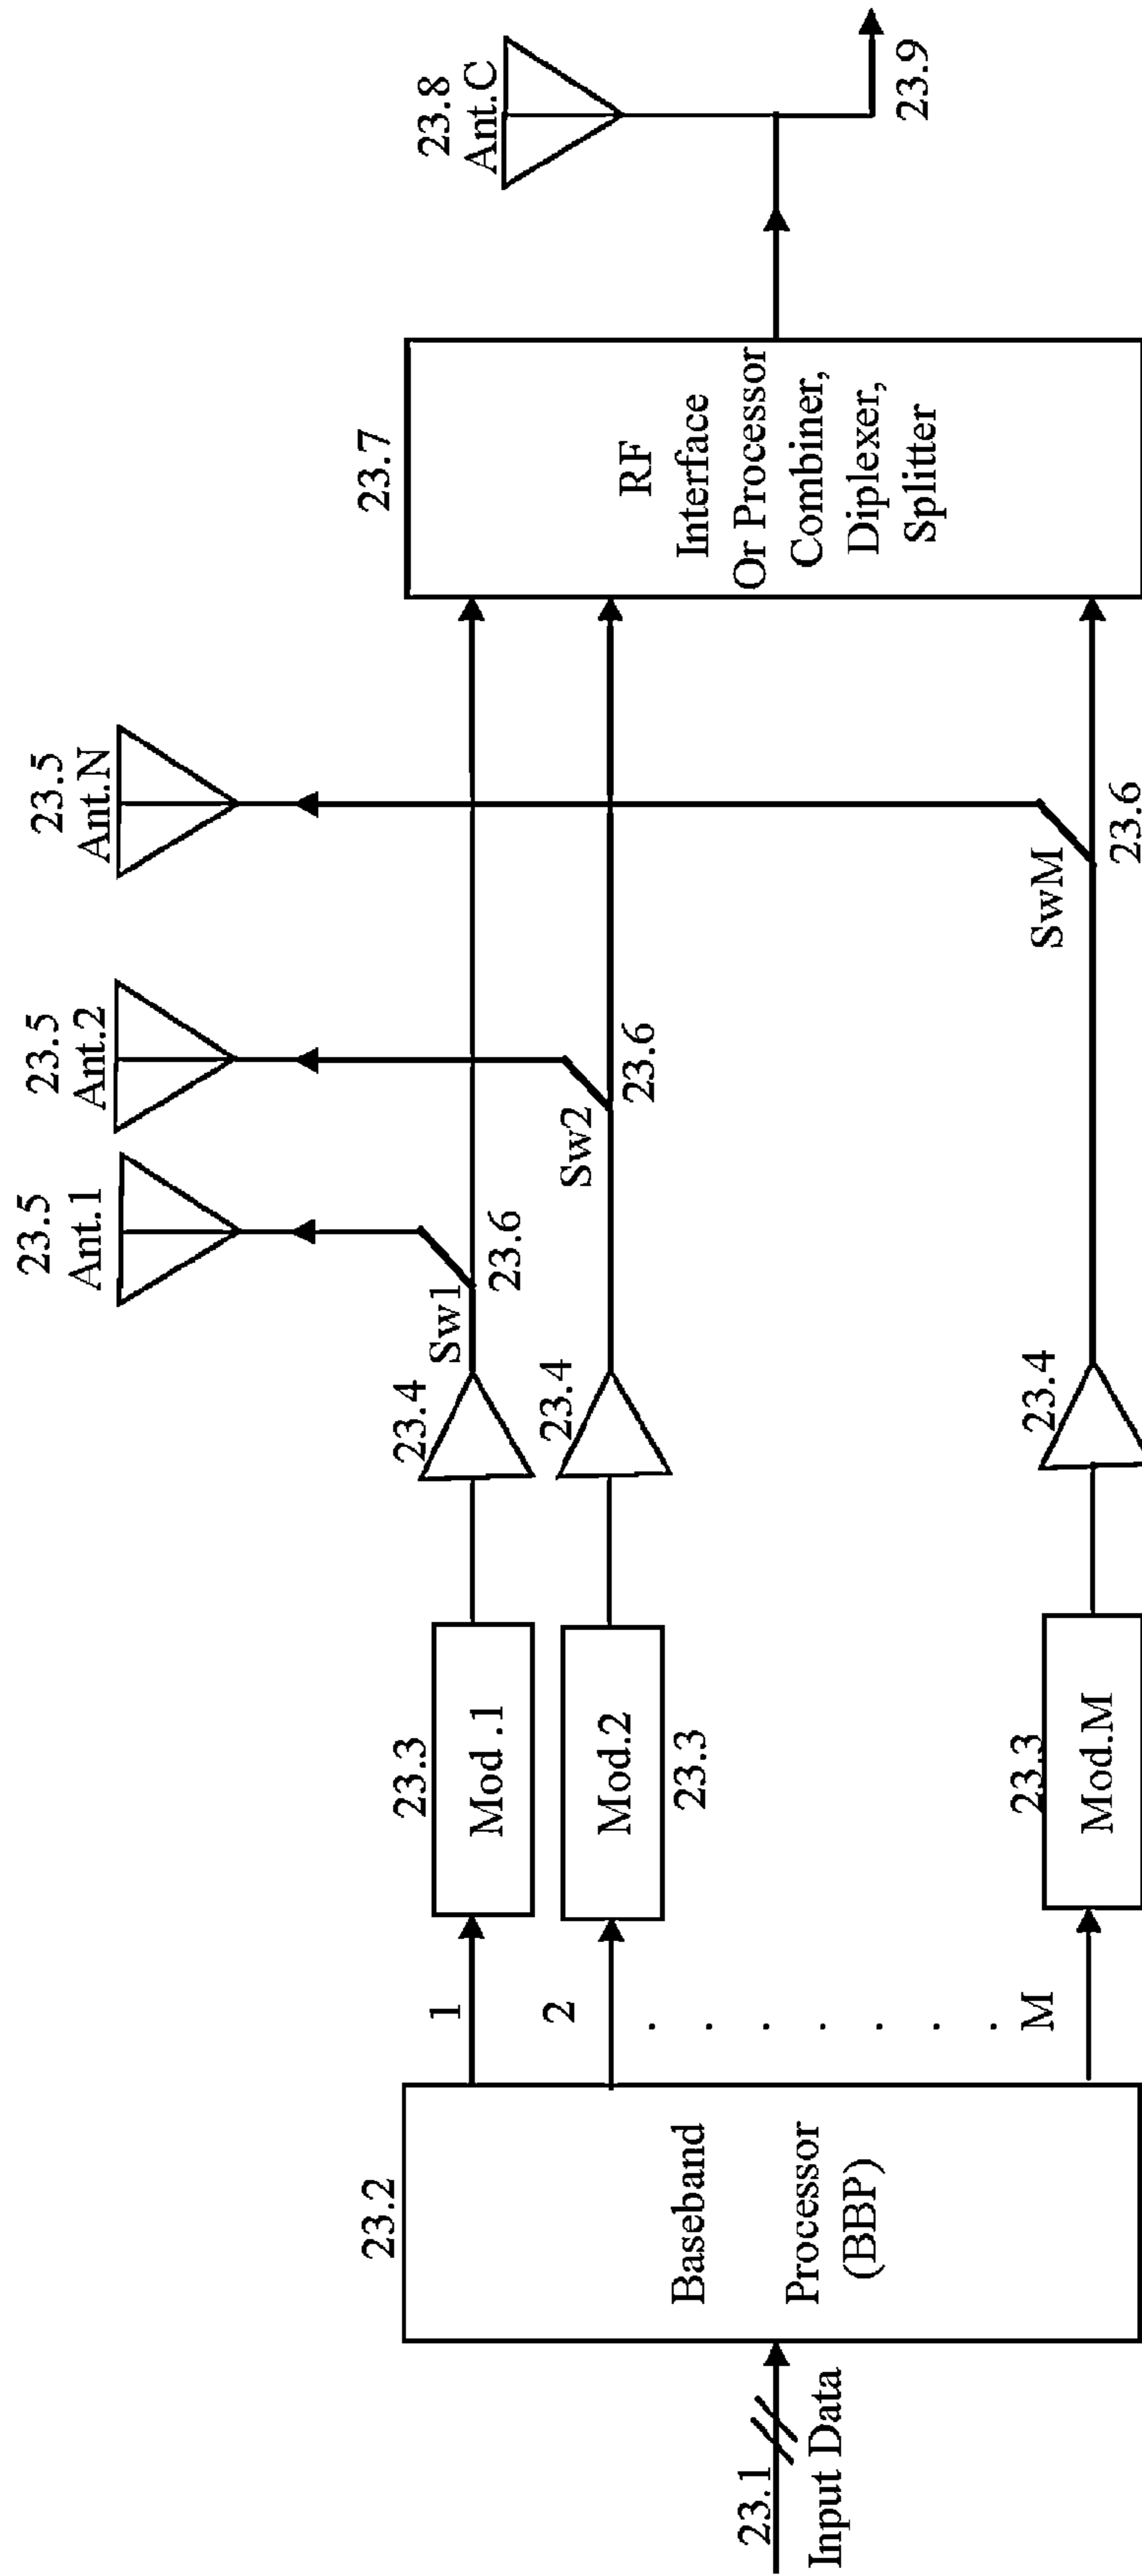 23.1
Input Data
23.2
Baseband
Processor
(BBP)
1
2
. . . . . . .
M
23.3
Mod .1
Mod.2
23.3
23.3
Mod.M
23.4
23.4
23.4
Sw1
23.6
Sw2
23.6
SwM
23.6
23.5
Ant.1
23.5
Ant.2
23.5
Ant.N
23.7
RF
Interface
Or Processor
Combiner,
Diplexer,
Splitter
23.8
Ant.C
23.9